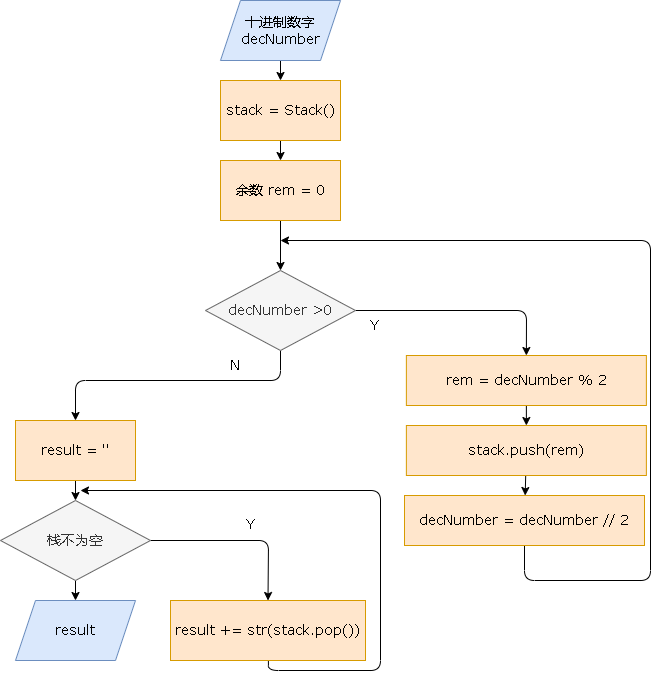 十进制数字
decNumber
stack = Stack()
余数 rem = 0
decNumber >0
Y
N
rem = decNumber % 2
stack.push(rem)
decNumber = decNumber // 2
result = ''
栈不为空
Y
result
result += str(stack.pop())